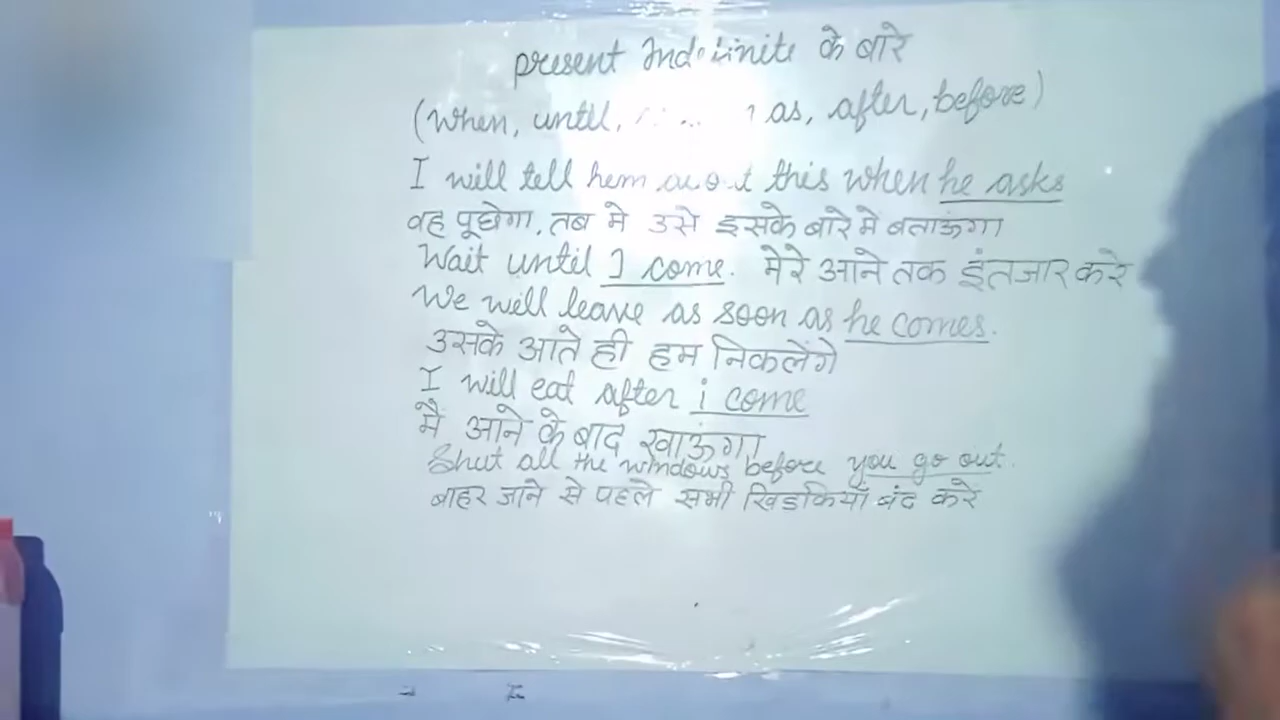 present Indefinite के बारे
(when, until, as, after, before)
I will tell him about this when he asks
वह पूछेगा, तब मे उसे इसके बारे मे बताऊंगा
Wait until I come. मेरे आने तक इंतजार करे
We will leave as soon as he comes.
उसके आते ही हम निकलेंगे
I will eat after i come
मै आने के बाद खाऊंगा
Shut all the windows before you go out.
बाहर जाने से पहले सभी खिडकियाँ बंद करे